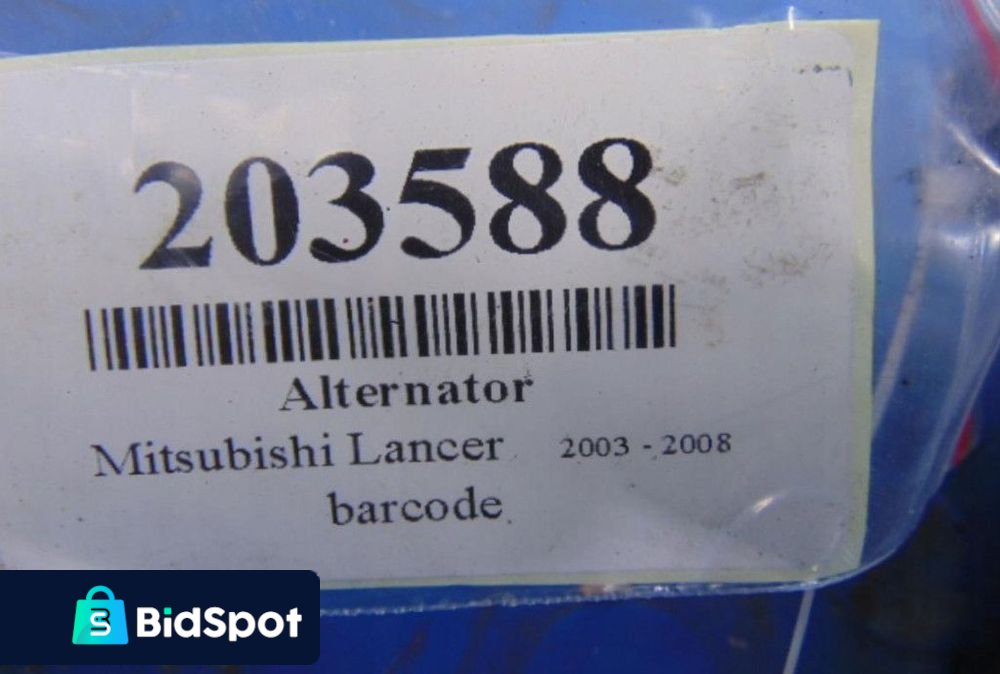 203588
Alternator
Mitsubishi Lancer 2003 - 2008
barcode
BidSpot